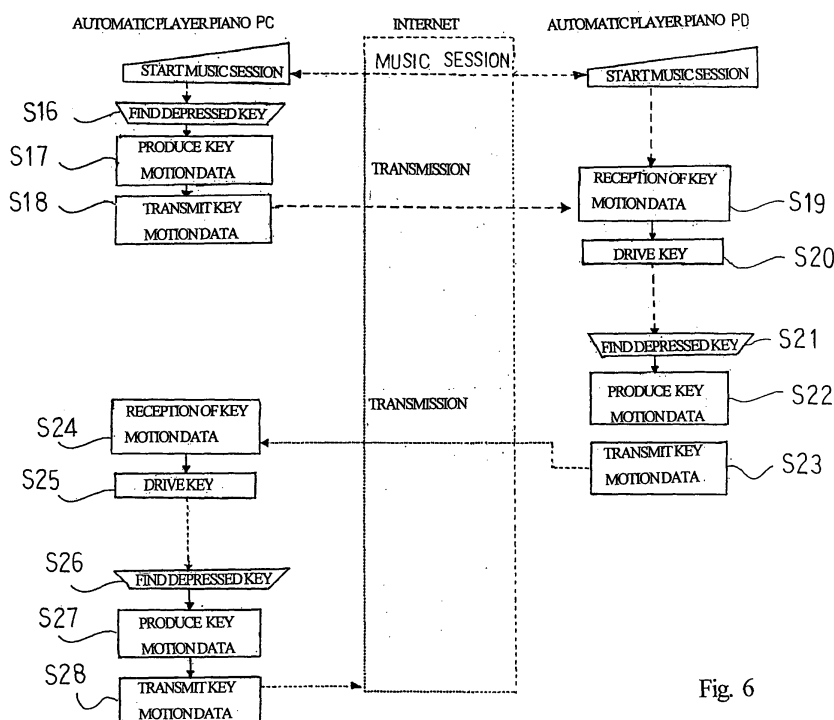 AUTOMATIC PLAYER PIANO PC
INTERNET
AUTOMATIC PLAYER PIANO PD
START MUSIC SESSION
MUSIC SESSION
START MUSIC SESSION
S16
FIND DEPRESSED KEY
S17
PRODUCE KEY
MOTION DATA
S18
TRANSMIT KEY
MOTION DATA
TRANSMISSION
RECEPTION OF KEY
MOTION DATA
S19
DRIVE KEY
S20
FIND DEPRESSED KEY
S21
PRODUCE KEY
MOTION DATA
S22
TRANSMIT KEY
MOTION DATA
S23
TRANSMISSION
S24
RECEPTION OF KEY
MOTION DATA
S25
DRIVE KEY
S26
FIND DEPRESSED KEY
S27
PRODUCE KEY
MOTION DATA
S28
TRANSMIT KEY
MOTION DATA
Fig. 6